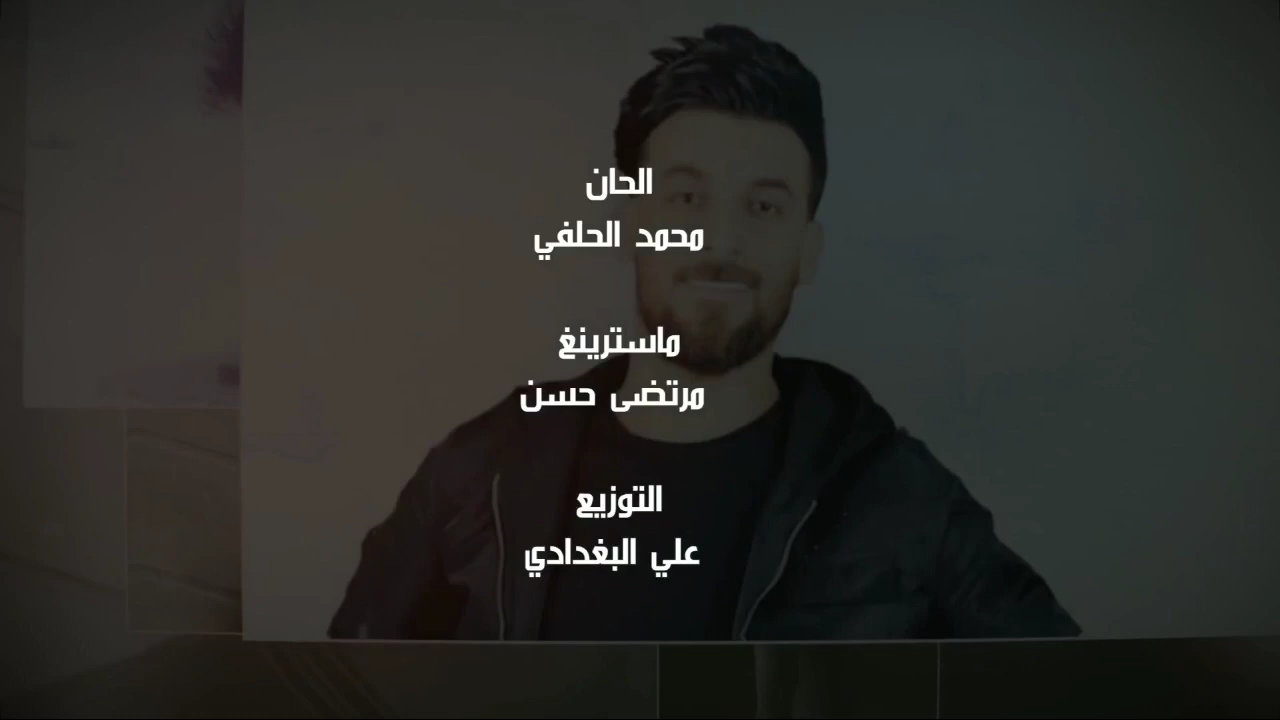 الحان
محمد الحلفي
ماسترينغ
مرتضى حسن
التوزيع
علي البغدادي